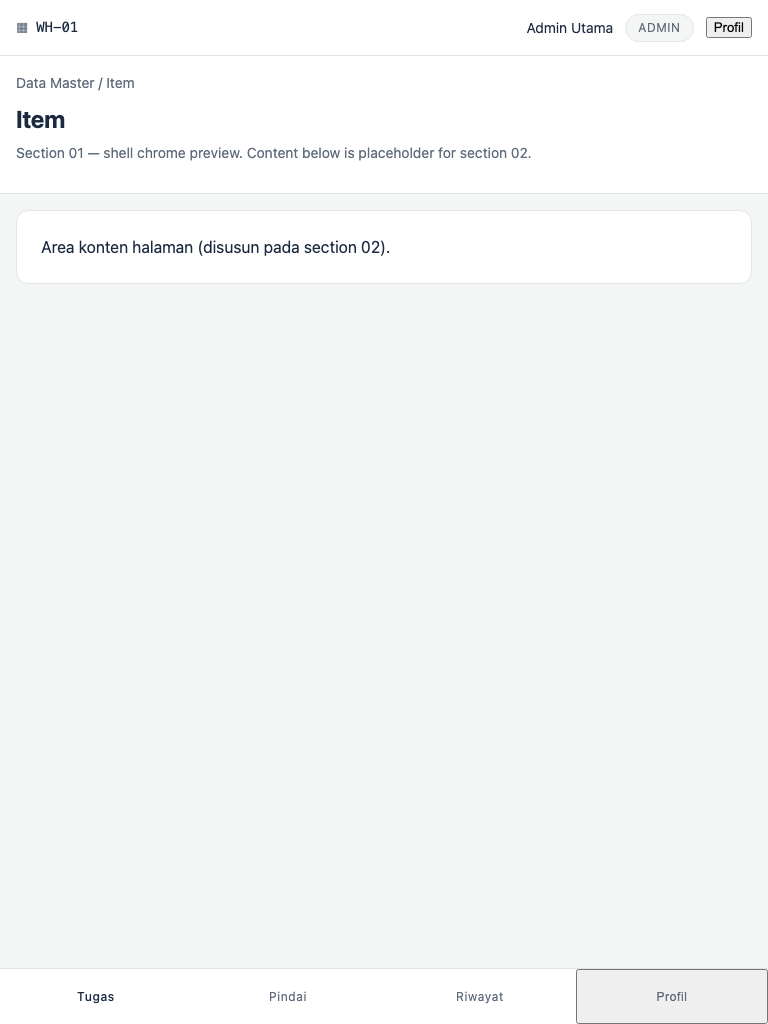 WH-01
Admin Utama
ADMIN
Profil
Data Master / Item
Item
Section 01 — shell chrome preview. Content below is placeholder for section 02.
Area konten halaman (disusun pada section 02).
Tugas
Pindai
Riwayat
Profil